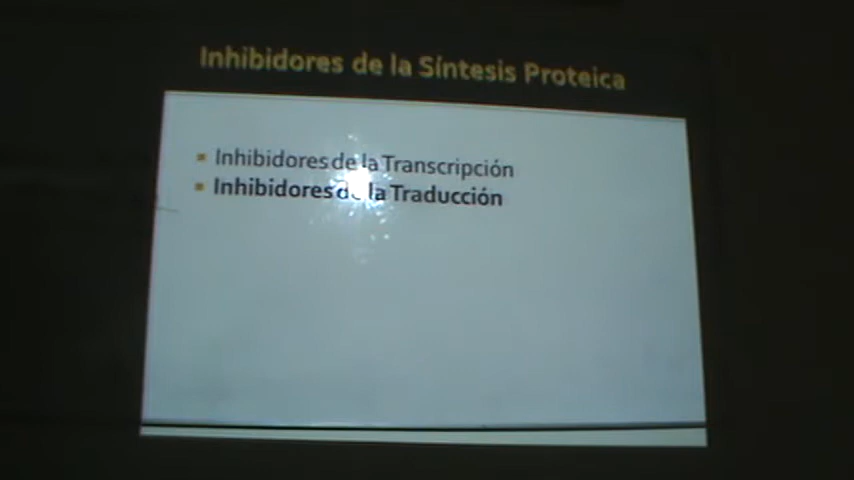 Inhibidores de la Síntesis Proteica
Inhibidores de la Transcripción
Inhibidores de la Traducción